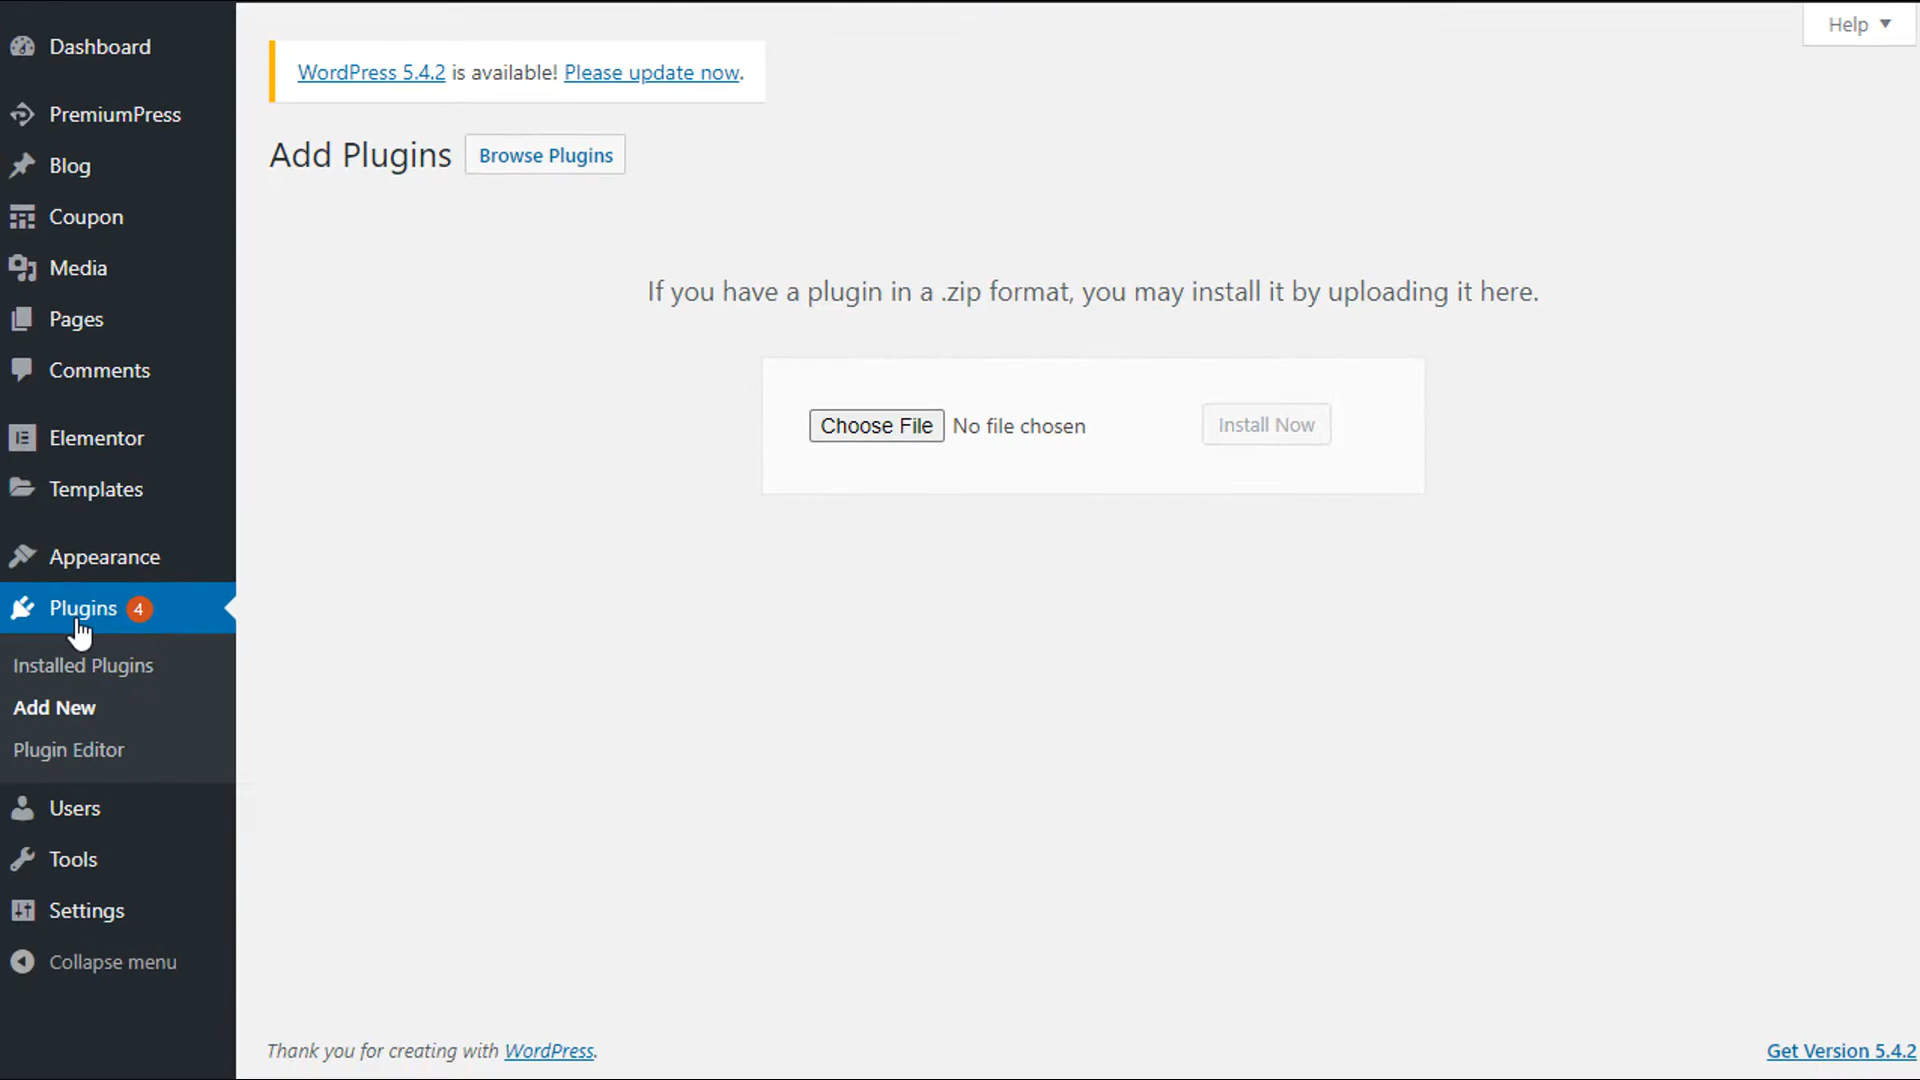 Dashboard
PremiumPress
Blog
Coupon
Media
Pages
Comments
Elementor
Templates
Appearance
Plugins 4
Installed Plugins
Add New
Plugin Editor
Users
Tools
Settings
Collapse menu
Help
WordPress 5.4.2 is available! Please update now.
Add Plugins Browse Plugins
If you have a plugin in a .zip format, you may install it by uploading it here.
Choose File No file chosen Install Now
Thank you for creating with WordPress. Get Version 5.4.2